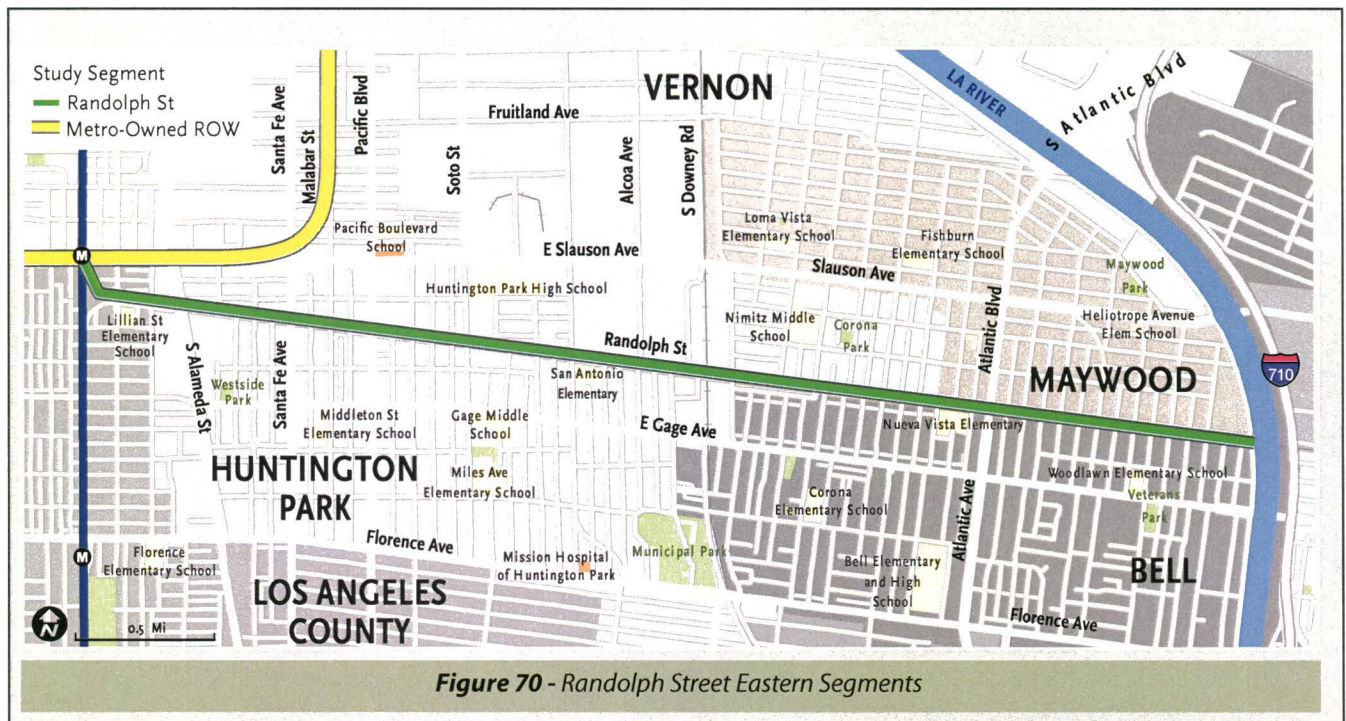 Study Segment
Randolph St
Metro-Owned ROW
Santa Fe Ave
Malabar St
Pacific Blvd
VERNON
Fruitland Ave
Soto St
Alcoa Ave
S Downey Rd
LA RIVER
S Atlantic Blvd
Pacific Boulevard
School
E Slauson Ave
Loma Vista
Elementary School
Fishburn
Elementary School
Slauson Ave
Maywood
Park
M
Huntington Park High School
Lillian St
Elementary
School
S Alameda St
Westside
Park
Santa Fe Ave
Randolph St
Nimitz Middle
School
Corona
Park
Atlantic Blvd
Heliotrope Avenue
Elem School
MAYWOOD
710
San Antonio
Elementary
Middleton St
Elementary School
Gage Middle
School
E Gage Ave
Nueva Vista Elementary
HUNTINGTON
PARK
Miles Ave
Elementary School
Corona
Elementary School
Woodlawn Elementary School
Veterans
Park
Atlantic Ave
M
Florence
Elementary School
Florence Ave
Mission Hospital
of Huntington Park
Municipal Park
Bell Elementary
and High
School
BELL
LOS ANGELES
COUNTY
Florence Ave
N
0.5 Mi
Figure 70 - Randolph Street Eastern Segments